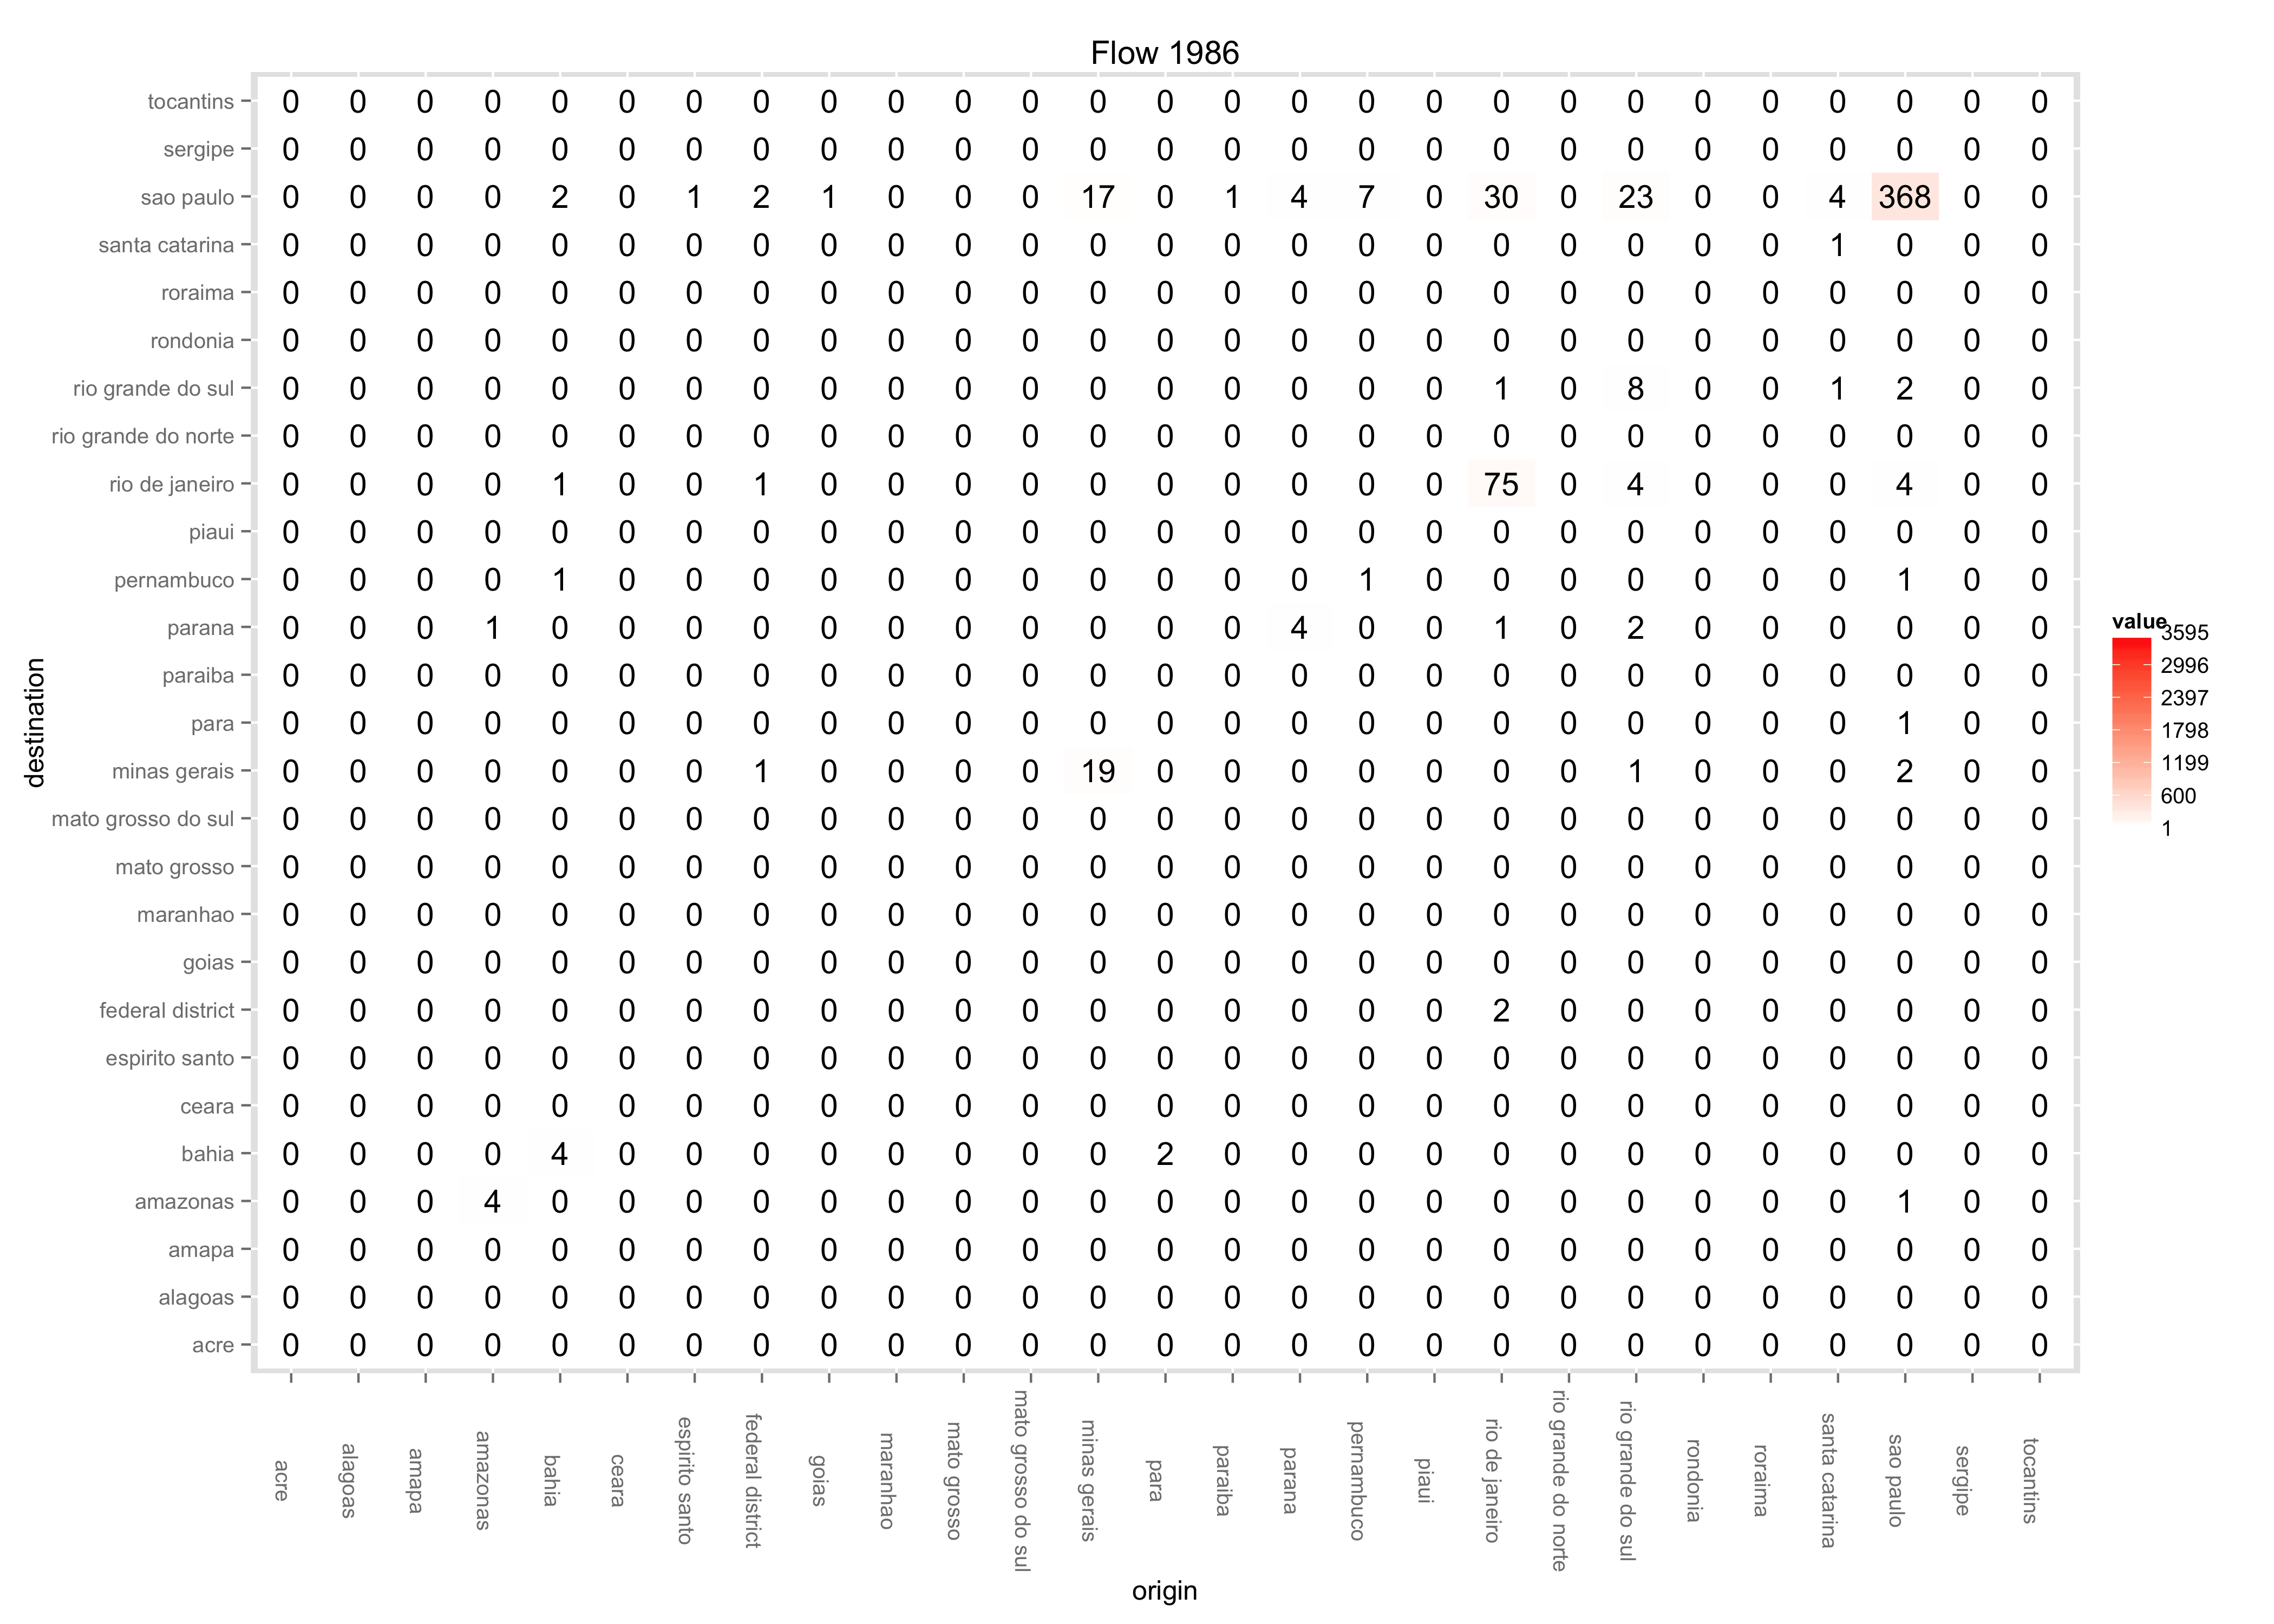 Flow 1986
tocantins 0 0 0 0 0 0 0 0 0 0 0 0 0 0 0 0 0 0 0 0 0 0 0 0 0 0 0
sergipe 0 0 0 0 0 0 0 0 0 0 0 0 0 0 0 0 0 0 0 0 0 0 0 0 0 0 0
sao paulo 0 0 0 0 2 0 1 2 1 0 0 0 17 0 1 4 7 0 30 0 23 0 0 4 368 0 0
santa catarina 0 0 0 0 0 0 0 0 0 0 0 0 0 0 0 0 0 0 0 0 0 0 0 1 0 0 0
roraima 0 0 0 0 0 0 0 0 0 0 0 0 0 0 0 0 0 0 0 0 0 0 0 0 0 0 0
rondonia 0 0 0 0 0 0 0 0 0 0 0 0 0 0 0 0 0 0 0 0 0 0 0 0 0 0 0
rio grande do sul 0 0 0 0 0 0 0 0 0 0 0 0 0 0 0 0 0 0 1 0 8 0 0 1 2 0 0
rio grande do norte 0 0 0 0 0 0 0 0 0 0 0 0 0 0 0 0 0 0 0 0 0 0 0 0 0 0 0
rio de janeiro 0 0 0 0 1 0 0 1 0 0 0 0 0 0 0 0 0 0 75 0 4 0 0 0 4 0 0
piaui 0 0 0 0 0 0 0 0 0 0 0 0 0 0 0 0 0 0 0 0 0 0 0 0 0 0 0
pernambuco 0 0 0 0 1 0 0 0 0 0 0 0 0 0 0 0 1 0 0 0 0 0 0 0 1 0 0
parana 0 0 0 1 0 0 0 0 0 0 0 0 0 0 0 4 0 0 1 0 2 0 0 0 0 0 0
paraiba 0 0 0 0 0 0 0 0 0 0 0 0 0 0 0 0 0 0 0 0 0 0 0 0 0 0 0
para 0 0 0 0 0 0 0 0 0 0 0 0 0 0 0 0 0 0 0 0 0 0 0 0 1 0 0
minas gerais 0 0 0 0 0 0 0 1 0 0 0 0 19 0 0 0 0 0 0 0 1 0 0 0 2 0 0
mato grosso do sul 0 0 0 0 0 0 0 0 0 0 0 0 0 0 0 0 0 0 0 0 0 0 0 0 0 0 0
mato grosso 0 0 0 0 0 0 0 0 0 0 0 0 0 0 0 0 0 0 0 0 0 0 0 0 0 0 0
maranhao 0 0 0 0 0 0 0 0 0 0 0 0 0 0 0 0 0 0 0 0 0 0 0 0 0 0 0
goias 0 0 0 0 0 0 0 0 0 0 0 0 0 0 0 0 0 0 0 0 0 0 0 0 0 0 0
federal district 0 0 0 0 0 0 0 0 0 0 0 0 0 0 0 0 0 0 2 0 0 0 0 0 0 0 0
espirito santo 0 0 0 0 0 0 0 0 0 0 0 0 0 0 0 0 0 0 0 0 0 0 0 0 0 0 0
ceara 0 0 0 0 0 0 0 0 0 0 0 0 0 0 0 0 0 0 0 0 0 0 0 0 0 0 0
bahia 0 0 0 0 4 0 0 0 0 0 0 0 0 2 0 0 0 0 0 0 0 0 0 0 0 0 0
amazonas 0 0 0 4 0 0 0 0 0 0 0 0 0 0 0 0 0 0 0 0 0 0 0 0 1 0 0
amapa 0 0 0 0 0 0 0 0 0 0 0 0 0 0 0 0 0 0 0 0 0 0 0 0 0 0 0
alagoas 0 0 0 0 0 0 0 0 0 0 0 0 0 0 0 0 0 0 0 0 0 0 0 0 0 0 0
acre 0 0 0 0 0 0 0 0 0 0 0 0 0 0 0 0 0 0 0 0 0 0 0 0 0 0 0
destination
acre
alagoas
amapa
amazonas
bahia
ceara
espirito santo
federal district
goias
maranhao
mato grosso
mato grosso do sul
minas gerais
para
paraiba
parana
pernambuco
piaui
rio de janeiro
rio grande do norte
rio grande do sul
rondonia
roraima
santa catarina
sao paulo
sergipe
tocantins
origin
value
3595
2996
2397
1798
1199
600
1